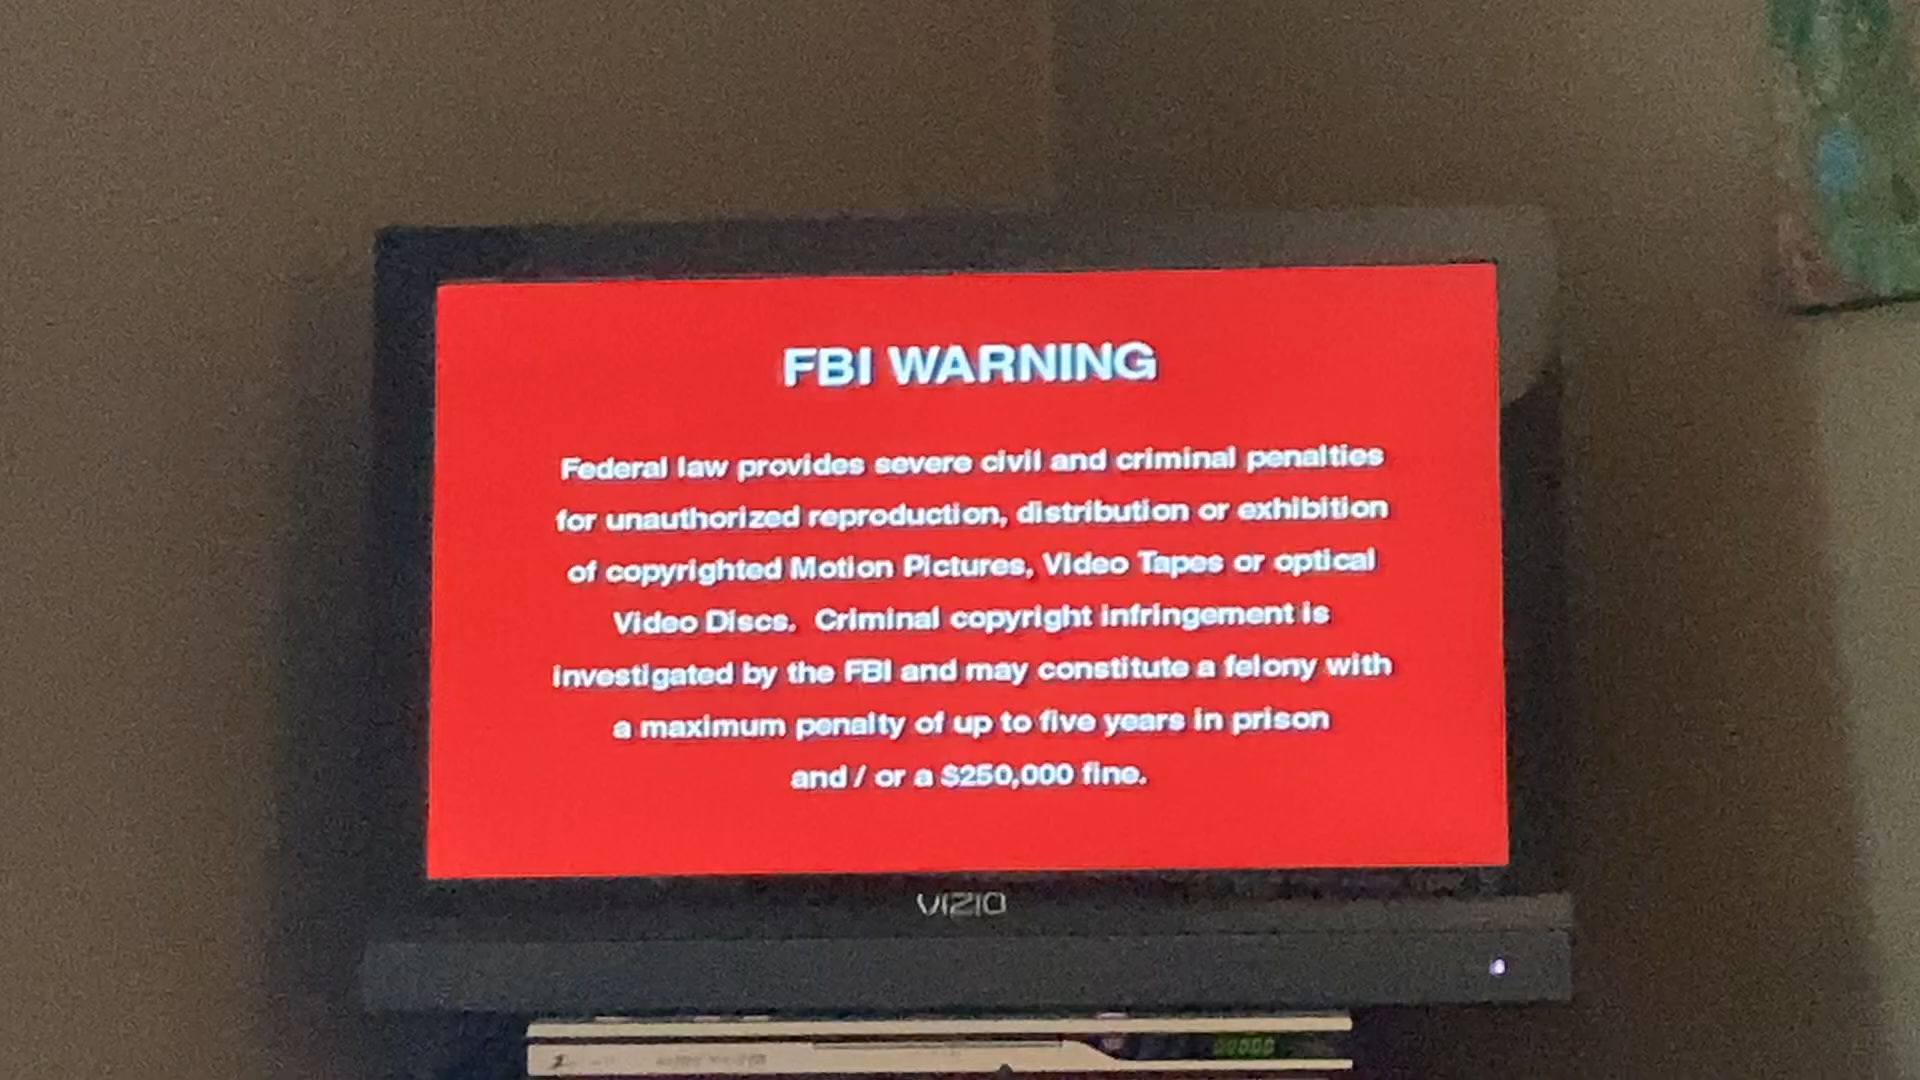 FBI WARNING
Federal law provides severe civil and criminal penalties
for unauthorized reproduction, distribution or exhibition
of copyrighted Motion Pictures, Video Tapes or optical
Video Discs. Criminal copyright infringement is
investigated by the FBI and may constitute a felony with
a maximum penalty of up to five years in prison
and / or a $250,000 fine.
VIZIO